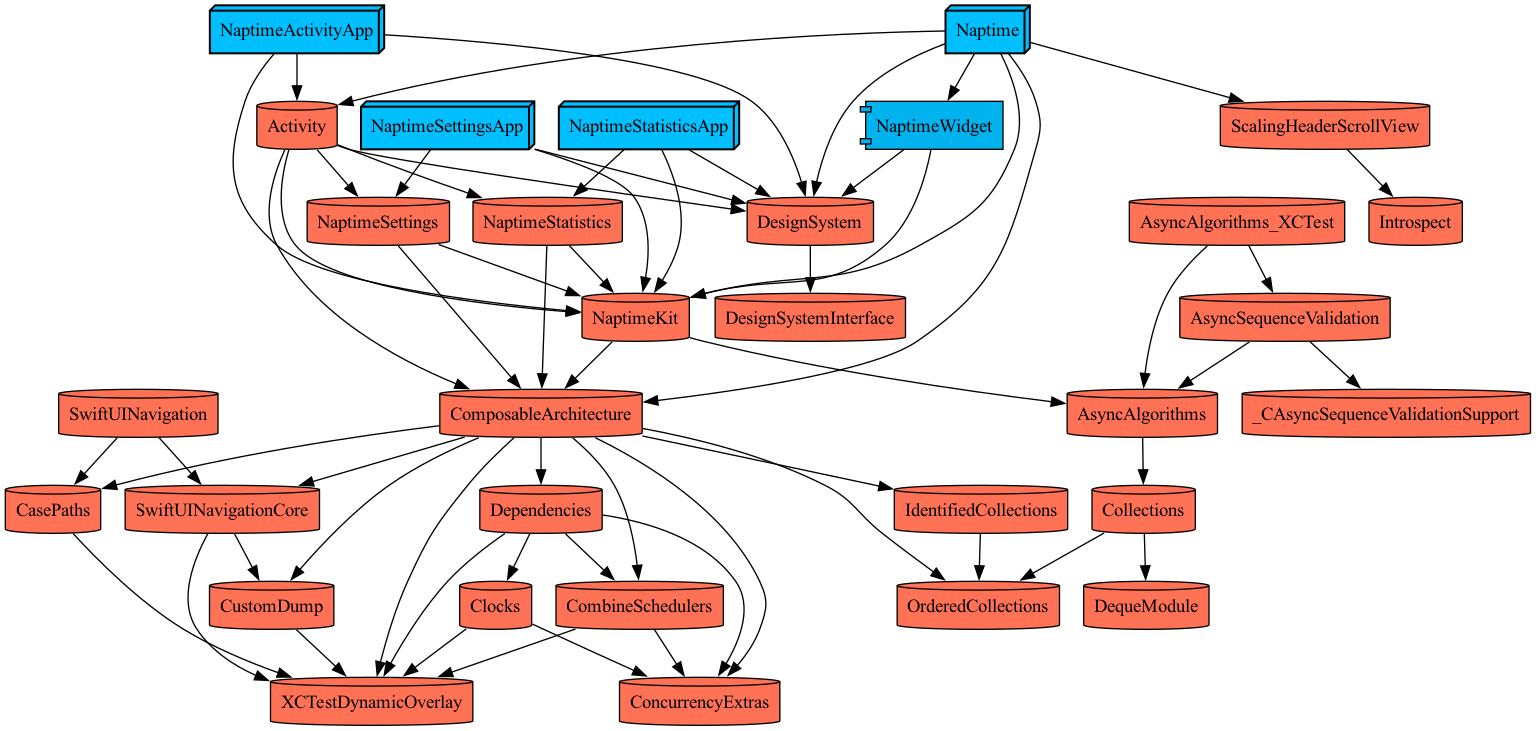 NaptimeActivityApp
Naptime
Activity
NaptimeSettingsApp
NaptimeStatisticsApp
NaptimeWidget
ScalingHeaderScrollView
NaptimeSettings
NaptimeStatistics
DesignSystem
AsyncAlgorithms_XCTest
Introspect
NaptimeKit
DesignSystemInterface
AsyncSequenceValidation
SwiftUINavigation
ComposableArchitecture
AsyncAlgorithms
_CAsyncSequenceValidationSupport
CasePaths
SwiftUINavigationCore
Dependencies
IdentifiedCollections
Collections
CustomDump
Clocks
CombineSchedulers
OrderedCollections
DequeModule
XCTestDynamicOverlay
ConcurrencyExtras